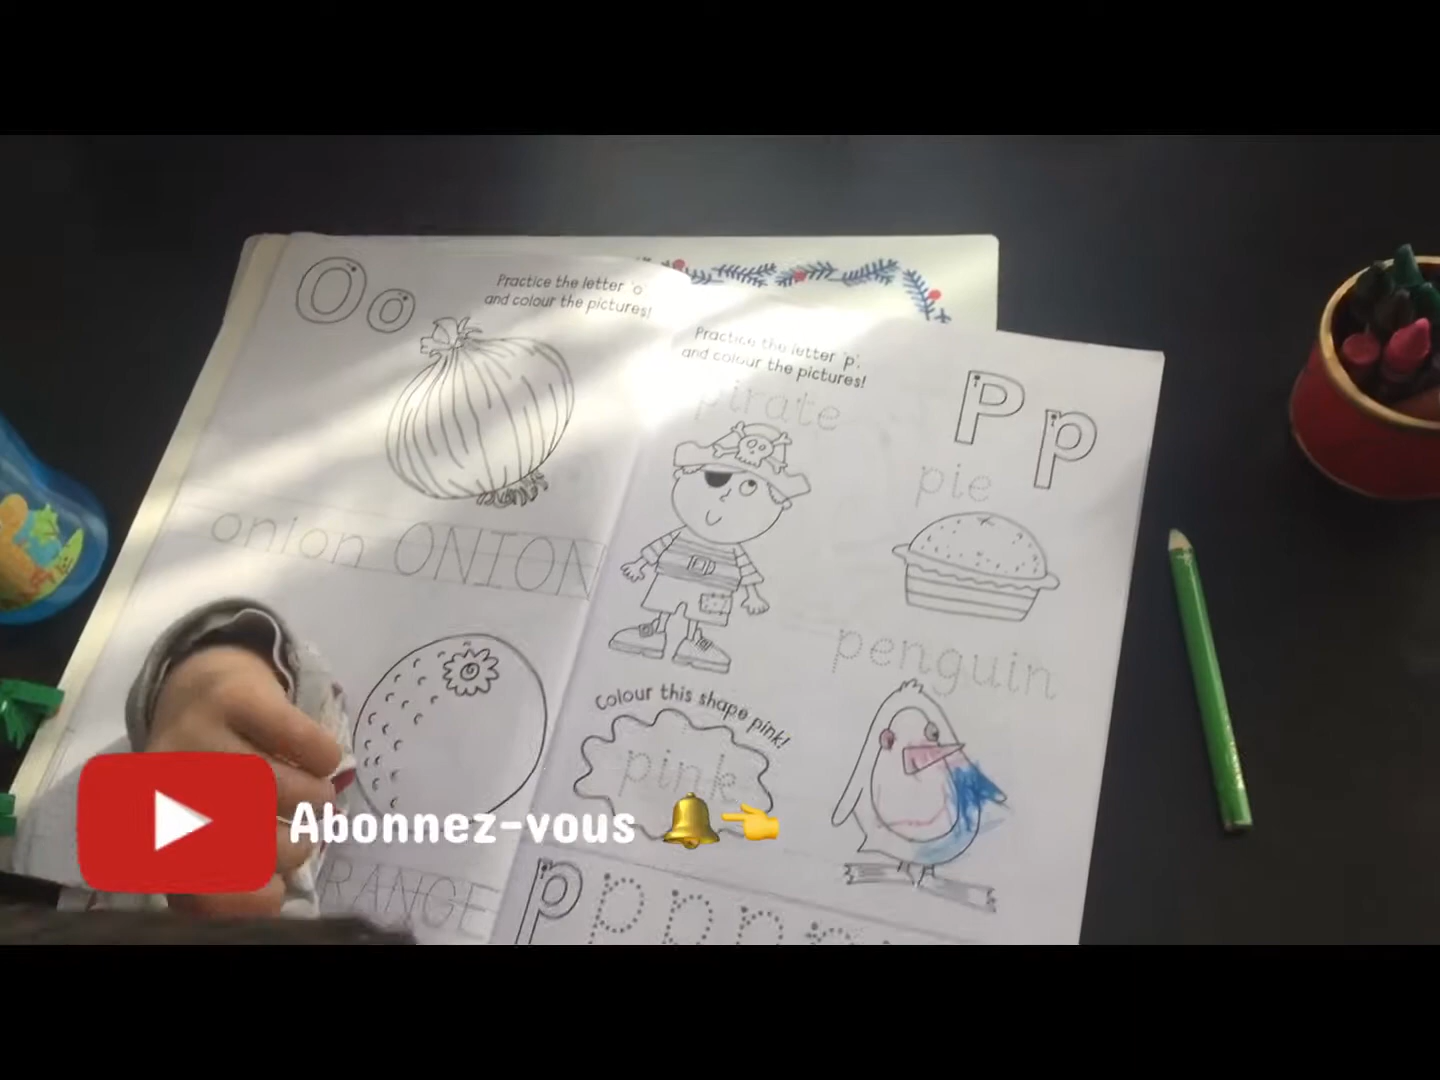 Oo
Practice the letter 'o'
and colour the pictures!
onion ONION
RANGE
Practice the letter 'p'.
and colour the pictures!
Pp
pirate
pie
penguin
Colour this shape pink!
pink
p p p p
Abonnez-vous